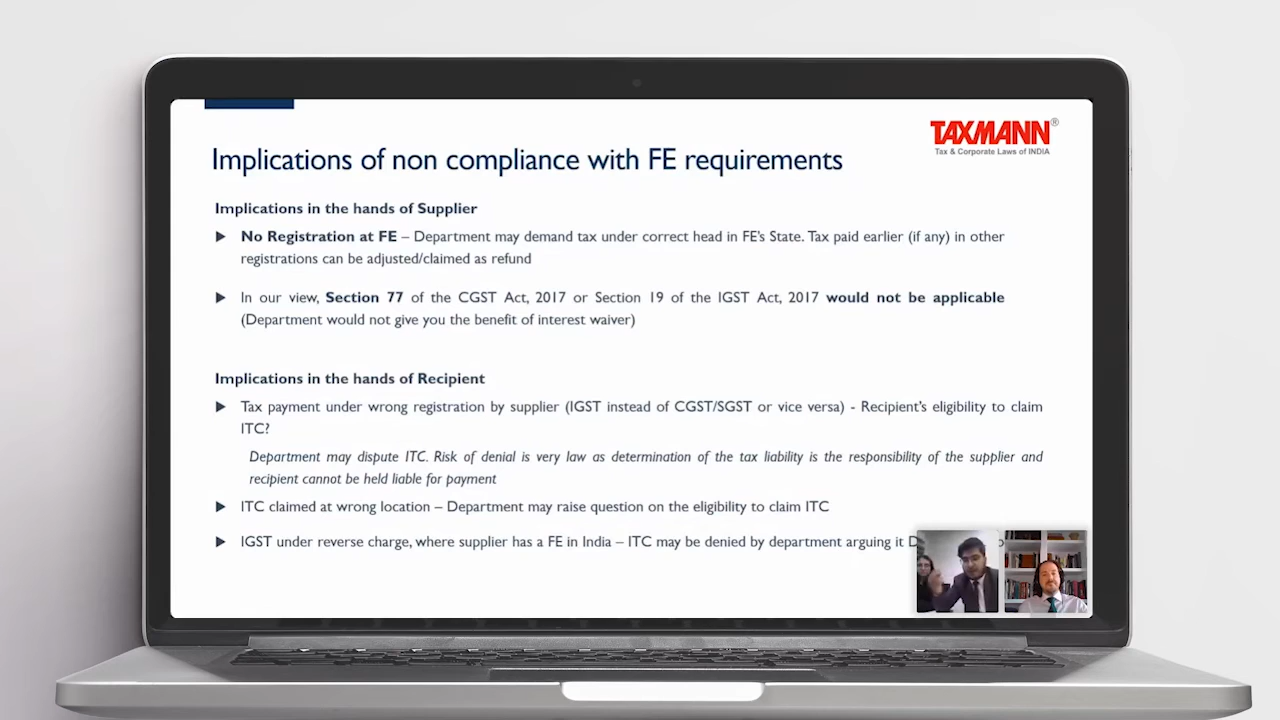 TAXMANN®
Tax & Corporate Laws of INDIA
Implications of non compliance with FE requirements
Implications in the hands of Supplier
No Registration at FE – Department may demand tax under correct head in FE's State. Tax paid earlier (if any) in other
registrations can be adjusted/claimed as refund
In our view, Section 77 of the CGST Act, 2017 or Section 19 of the IGST Act, 2017 would not be applicable
(Department would not give you the benefit of interest waiver)
Implications in the hands of Recipient
Tax payment under wrong registration by supplier (IGST instead of CGST/SGST or vice versa) - Recipient's eligibility to claim
ITC?
Department may dispute ITC. Risk of denial is very law as determination of the tax liability is the responsibility of the supplier and
recipient cannot be held liable for payment
ITC claimed at wrong location – Department may raise question on the eligibility to claim ITC
IGST under reverse charge, where supplier has a FE in India – ITC may be denied by department arguing it